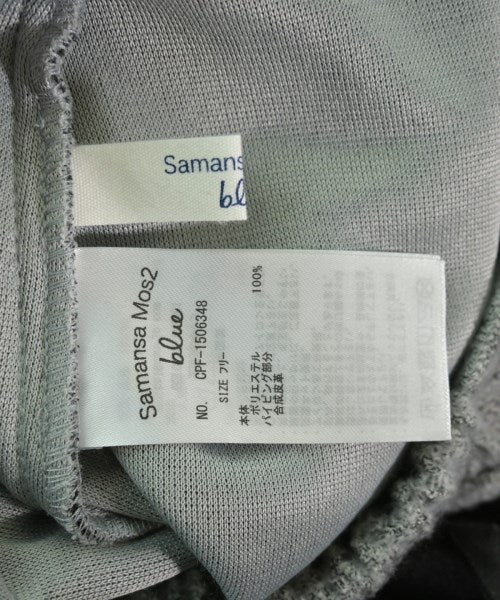 Samansa
bl
Samansa Mos2
blue
NO. CPF-1506348
SIZE フリー
本体
ポリエステル 100%
パイピング部分
合成皮革